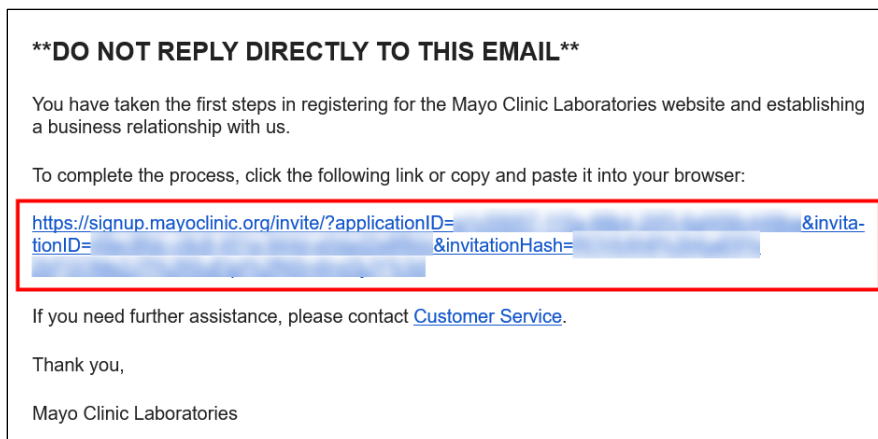 **DO NOT REPLY DIRECTLY TO THIS EMAIL**
You have taken the first steps in registering for the Mayo Clinic Laboratories website and establishing
a business relationship with us.
To complete the process, click the following link or copy and paste it into your browser:
https://signup.mayoclinic.org/invite/?applicationID= &invita-
tionID= &invitationHash=
If you need further assistance, please contact Customer Service.
Thank you,
Mayo Clinic Laboratories